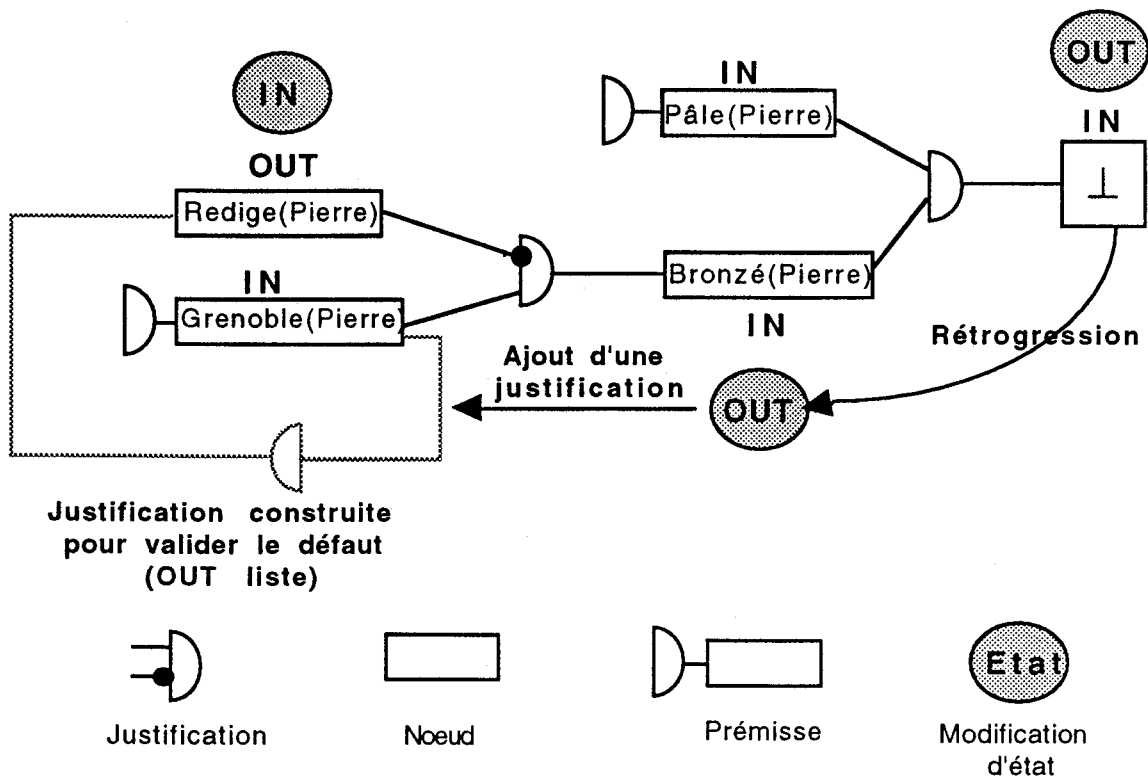 OUT
IN
IN
IN
OUT
Pâle(Pierre)
⊥
Redige(Pierre)
IN
Grenoble(Pierre)
Bronzé(Pierre)
IN
Rétrogression
Ajout d'une
justification
OUT
Justification construite
pour valider le défaut
(OUT liste)
Etat
Justification
Noeud
Prémisse
Modification
d'état